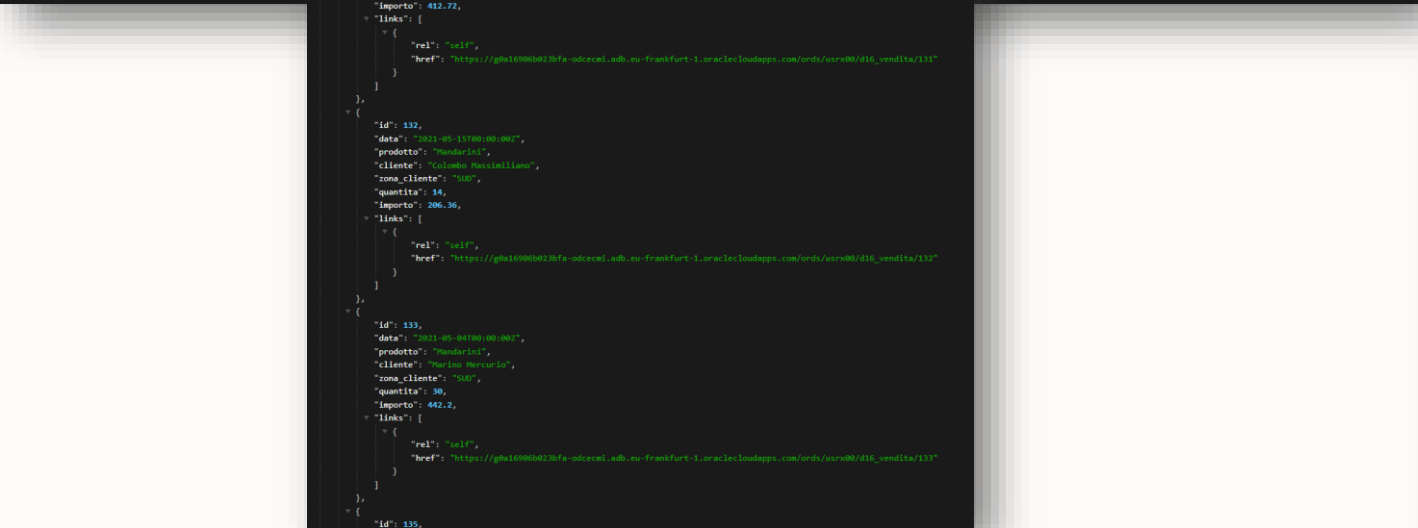 "importo": 412.72,
"links": [
{
"rel": "self",
"href": "https://g0a16906b023bfa-odcecmi.adb.eu-frankfurt-1.oraclecloudapps.com/ords/usrx00/d16_vendita/131"
}
]
},
{
"id": 132,
"data": "2021-05-15T00:00:00Z",
"prodotto": "Mandarini",
"cliente": "Colombo Massimiliano",
"zona_cliente": "SUD",
"quantita": 14,
"importo": 206.36,
"links": [
{
"rel": "self",
"href": "https://g0a16906b023bfa-odcecmi.adb.eu-frankfurt-1.oraclecloudapps.com/ords/usrx00/d16_vendita/132"
}
]
},
{
"id": 133,
"data": "2021-05-04T00:00:00Z",
"prodotto": "Mandarini",
"cliente": "Marino Mercurio",
"zona_cliente": "SUD",
"quantita": 30,
"importo": 442.2,
"links": [
{
"rel": "self",
"href": "https://g0a16906b023bfa-odcecmi.adb.eu-frankfurt-1.oraclecloudapps.com/ords/usrx00/d16_vendita/133"
}
]
},
{
"id": 135,